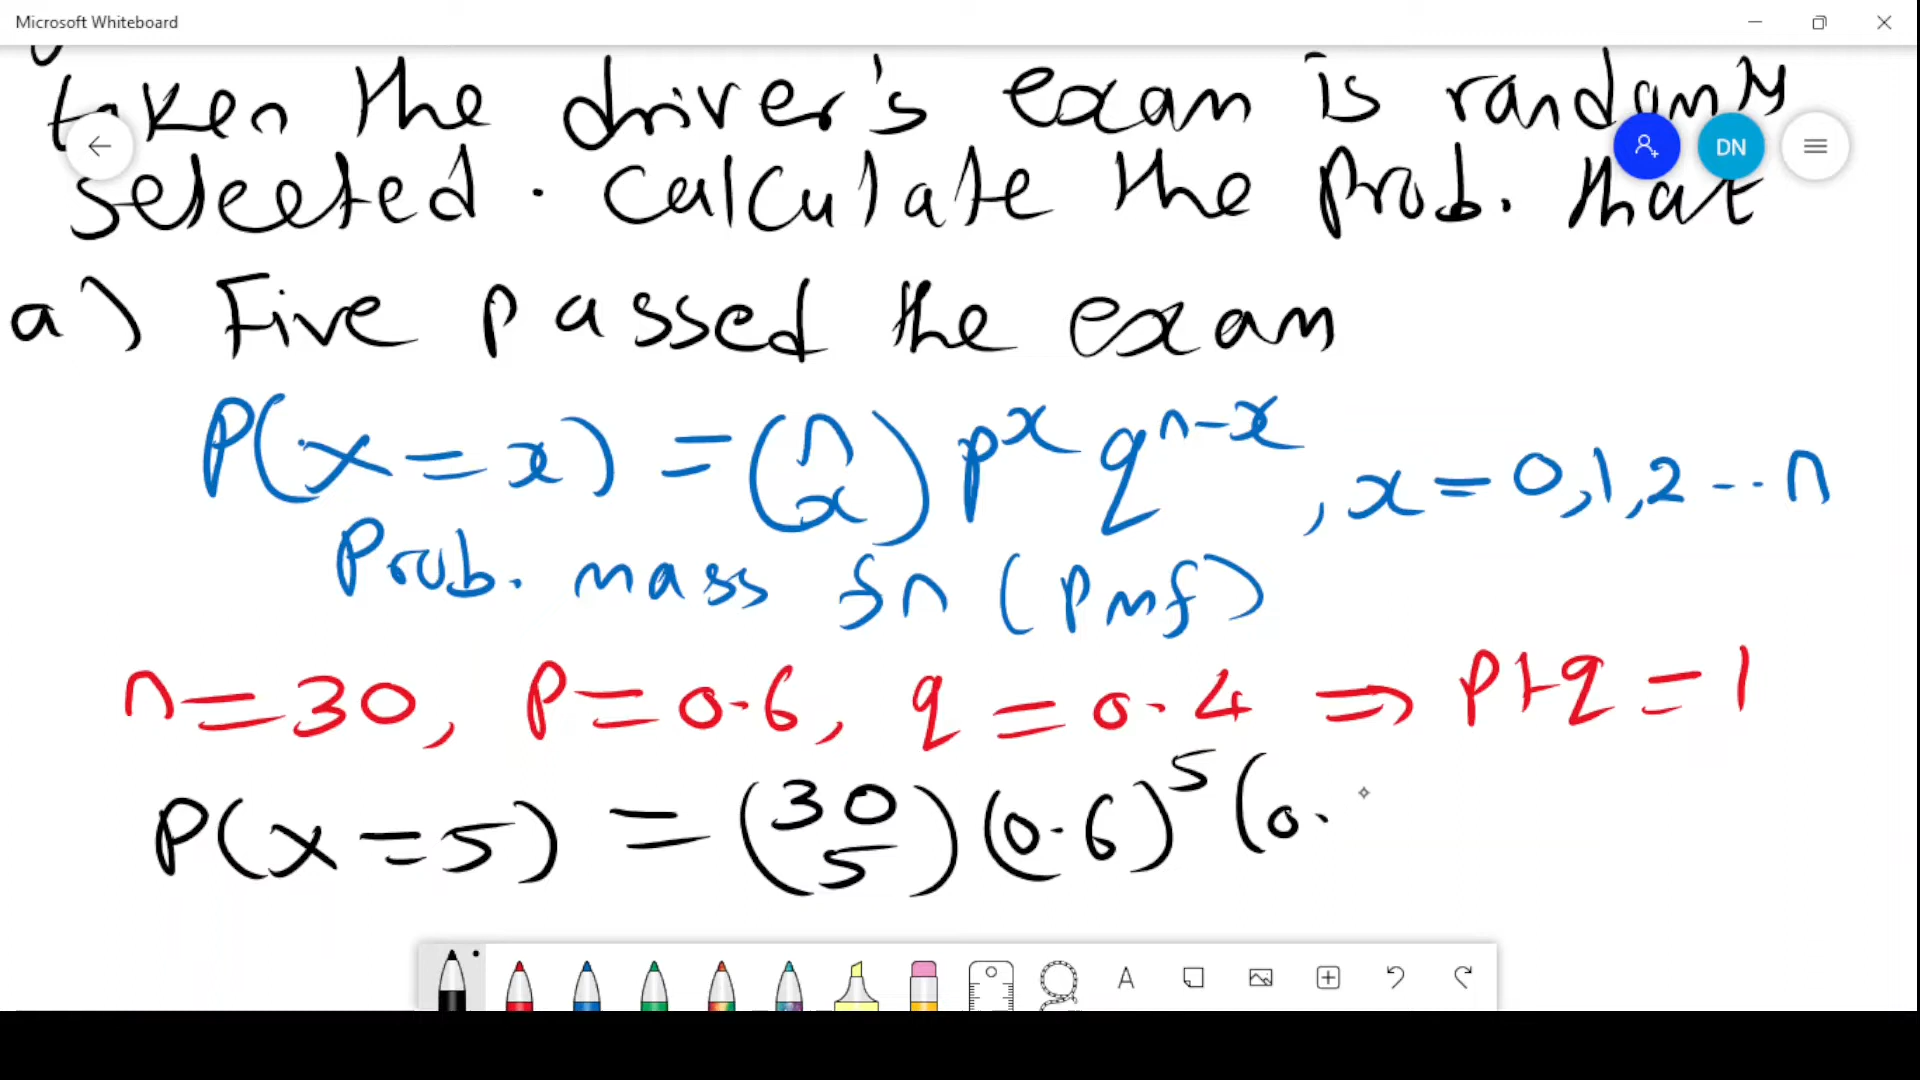 Microsoft Whiteboard
taken the driver's exam is randomly
selected. Calculate the prob. that
DN
a) Five passed the exam
P(X=x) = (n x) p^x q^{n-x}, x=0,1,2--n
Prob. mass fn (pmf)
n=30, p=0.6, q=0.4 ⇒ p+q=1
P(X=5) = (30 5)(0.6)^5 (0.
A